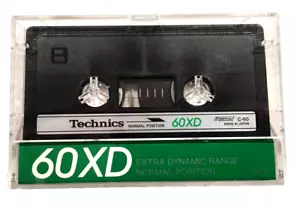 B
Technics NORMAL POSITION 60XD C-60
MADE IN JAPAN
60XD EXTRA DYNAMIC RANGE
NORMAL POSITION